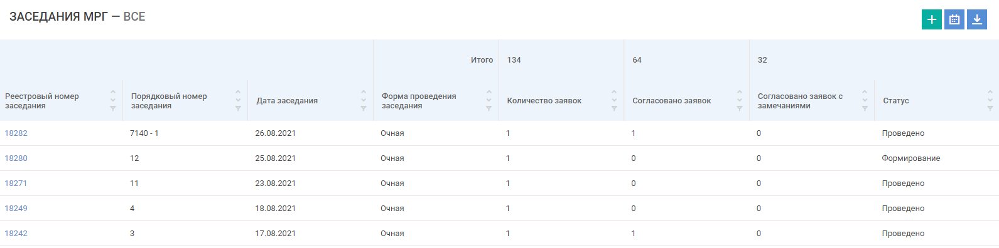 ЗАСЕДАНИЯ МРГ — ВСЕ
Итого 134 64 32
Реестровый номер заседания Порядковый номер заседания Дата заседания Форма проведения заседания Количество заявок Согласовано заявок Согласовано заявок с замечаниями Статус
18282 7140 - 1 26.08.2021 Очная 1 1 0 Проведено
18280 12 25.08.2021 Очная 1 0 0 Формирование
18271 11 23.08.2021 Очная 1 0 0 Проведено
18249 4 18.08.2021 Очная 1 0 0 Проведено
18242 3 17.08.2021 Очная 1 1 0 Проведено